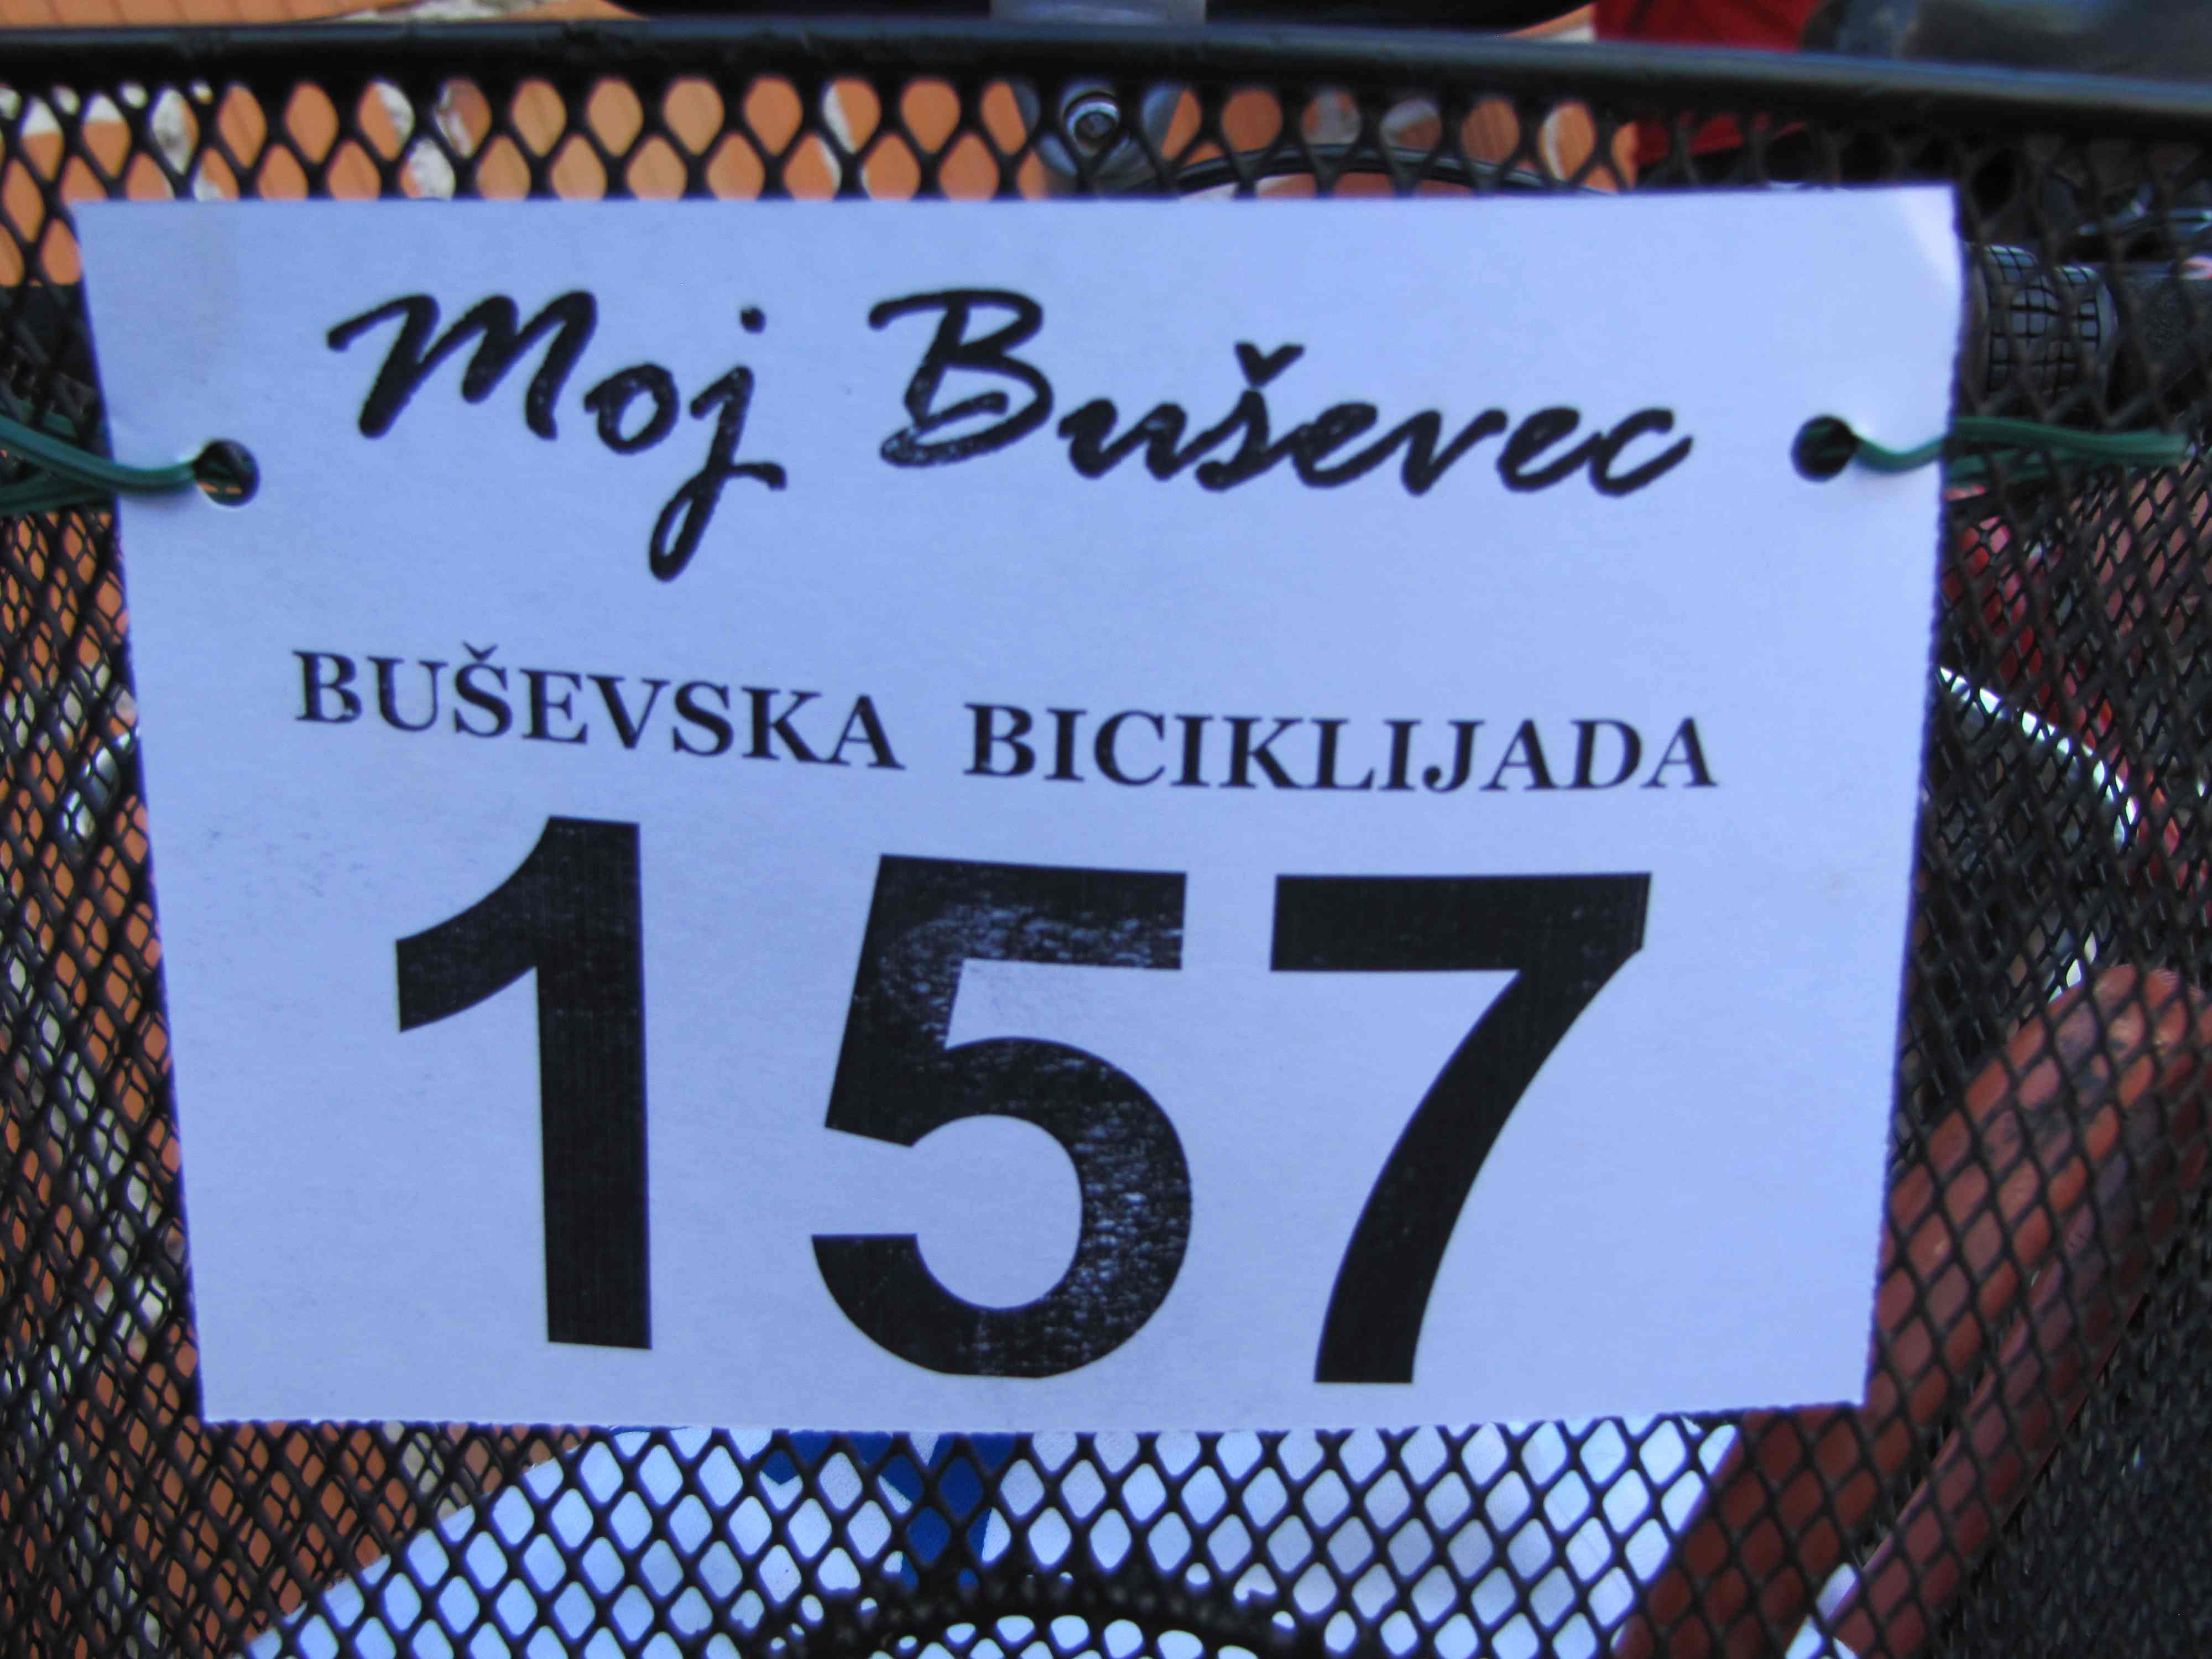 Moj Buševec
BUŠEVSKA BICIKLIJADA
157